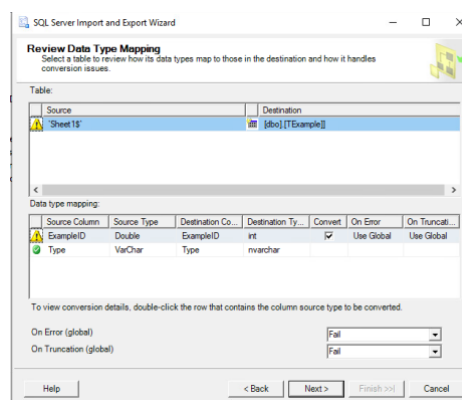 SQL Server Import and Export Wizard
Review Data Type Mapping
Select a table to review how its data types map to those in the destination and how it handles
conversion issues.
Table:
Source Destination
`Sheet1$` [dbo].[TExample]]
Data type mapping:
Source Column Source Type Destination Co... Destination Ty... Convert On Error On Truncati...
ExampleID Double ExampleID int Use Global Use Global
Type VarChar Type nvarchar
To view conversion details, double-click the row that contains the column source type to be converted.
On Error (global) Fail
On Truncation (global) Fail
Help < Back Next > Finish >>| Cancel